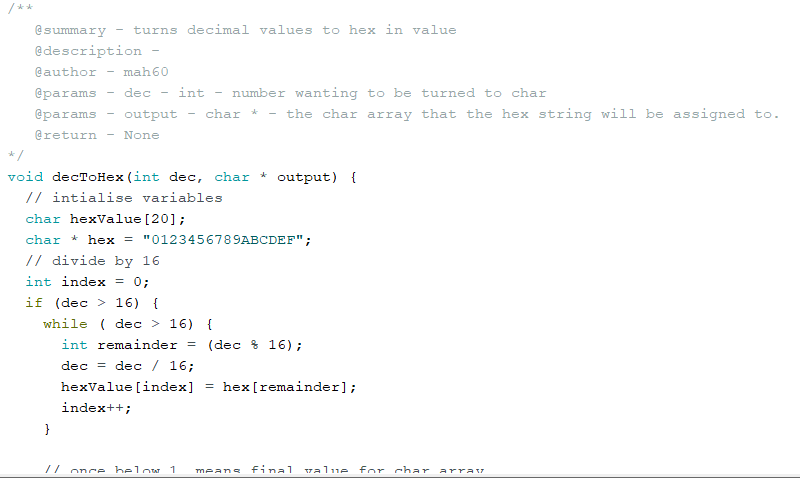 /**
@summary - turns decimal values to hex in value
@description -
@author - mah60
@params - dec - int - number wanting to be turned to char
@params - output - char * - the char array that the hex string will be assigned to.
@return - None
*/
void decToHex(int dec, char * output) {
// intialise variables
char hexValue[20];
char * hex = "0123456789ABCDEF";
// divide by 16
int index = 0;
if (dec > 16) {
while ( dec > 16) {
int remainder = (dec % 16);
dec = dec / 16;
hexValue[index] = hex[remainder];
index++;
}
// once below 1 means final value for char array